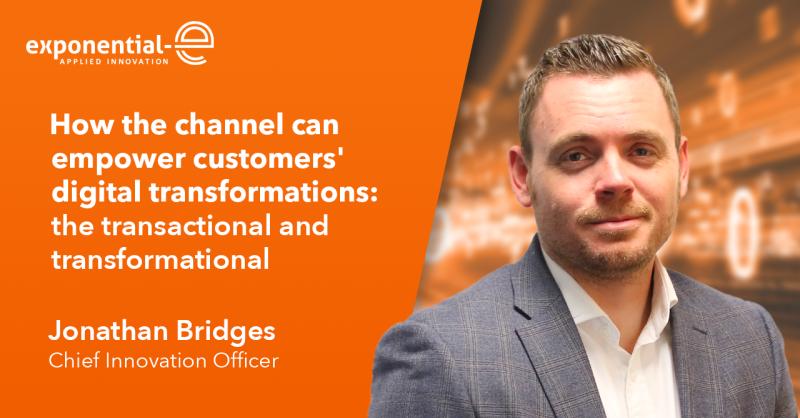 exponential-e
APPLIED INNOVATION
How the channel can
empower customers'
digital transformations:
the transactional and
transformational
Jonathan Bridges
Chief Innovation Officer